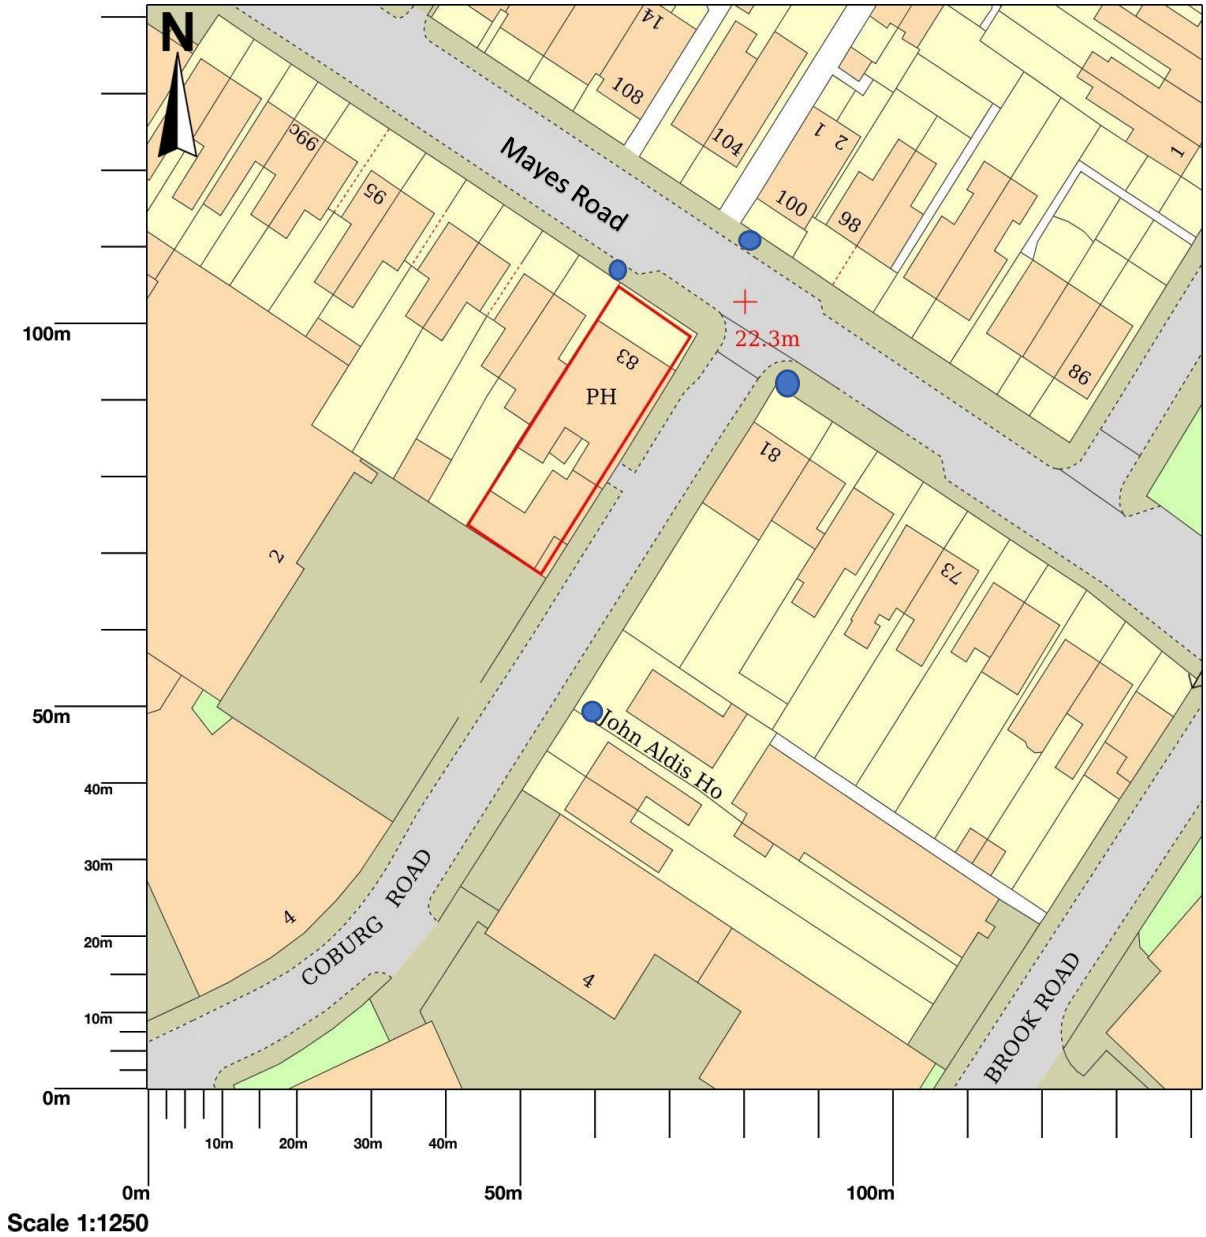 N
14
108
104
1 2
1
99c
95
Mayes Road
100
98
100m
22.3m
83
PH
86
81
2
73
50m
John Aldis Ho
40m
30m
COBURG ROAD
4
20m
4
10m
BROOK ROAD
0m
10m 20m 30m 40m
0m 50m 100m
Scale 1:1250